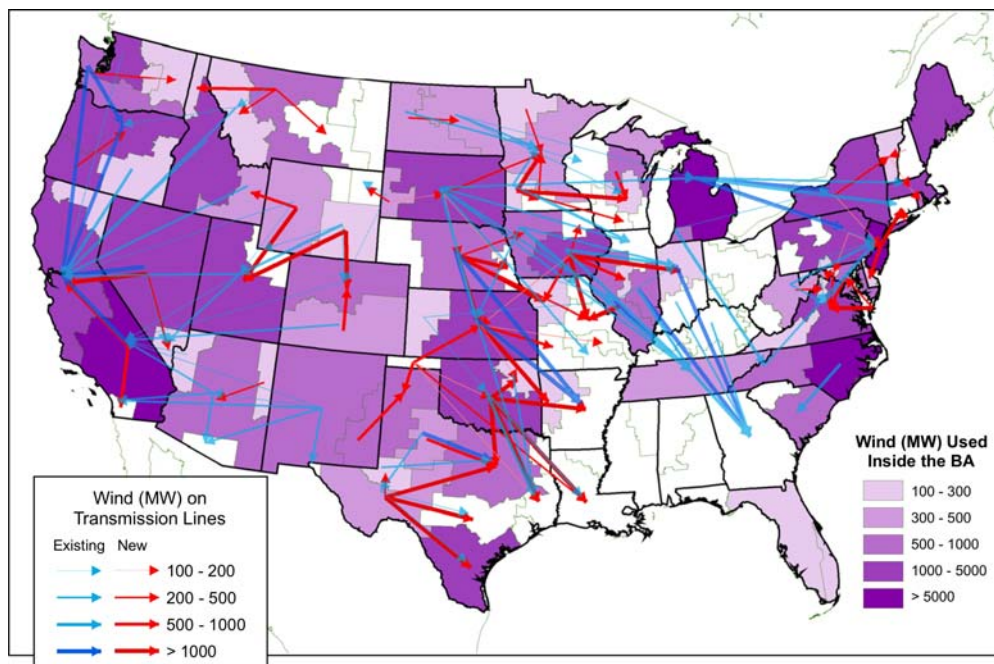 Wind (MW) on
Transmission Lines
Existing New
100 - 200
200 - 500
500 - 1000
> 1000
Wind (MW) Used
Inside the BA
100 - 300
300 - 500
500 - 1000
1000 - 5000
> 5000